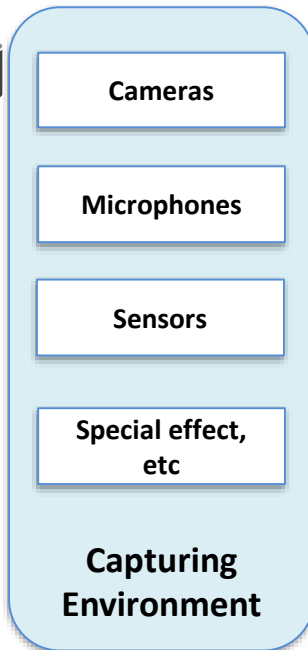 Cameras
Microphones
Sensors
Special effect,
etc
Capturing
Environment